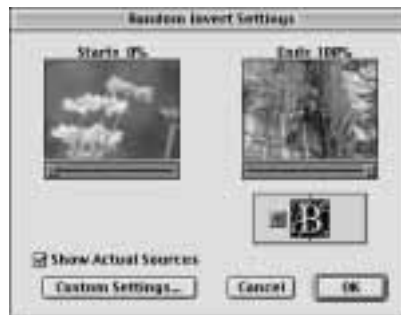 Random Invert Settings
Start: 0%
End: 100%
B
Show Actual Sources
Custom Settings...
Cancel
OK